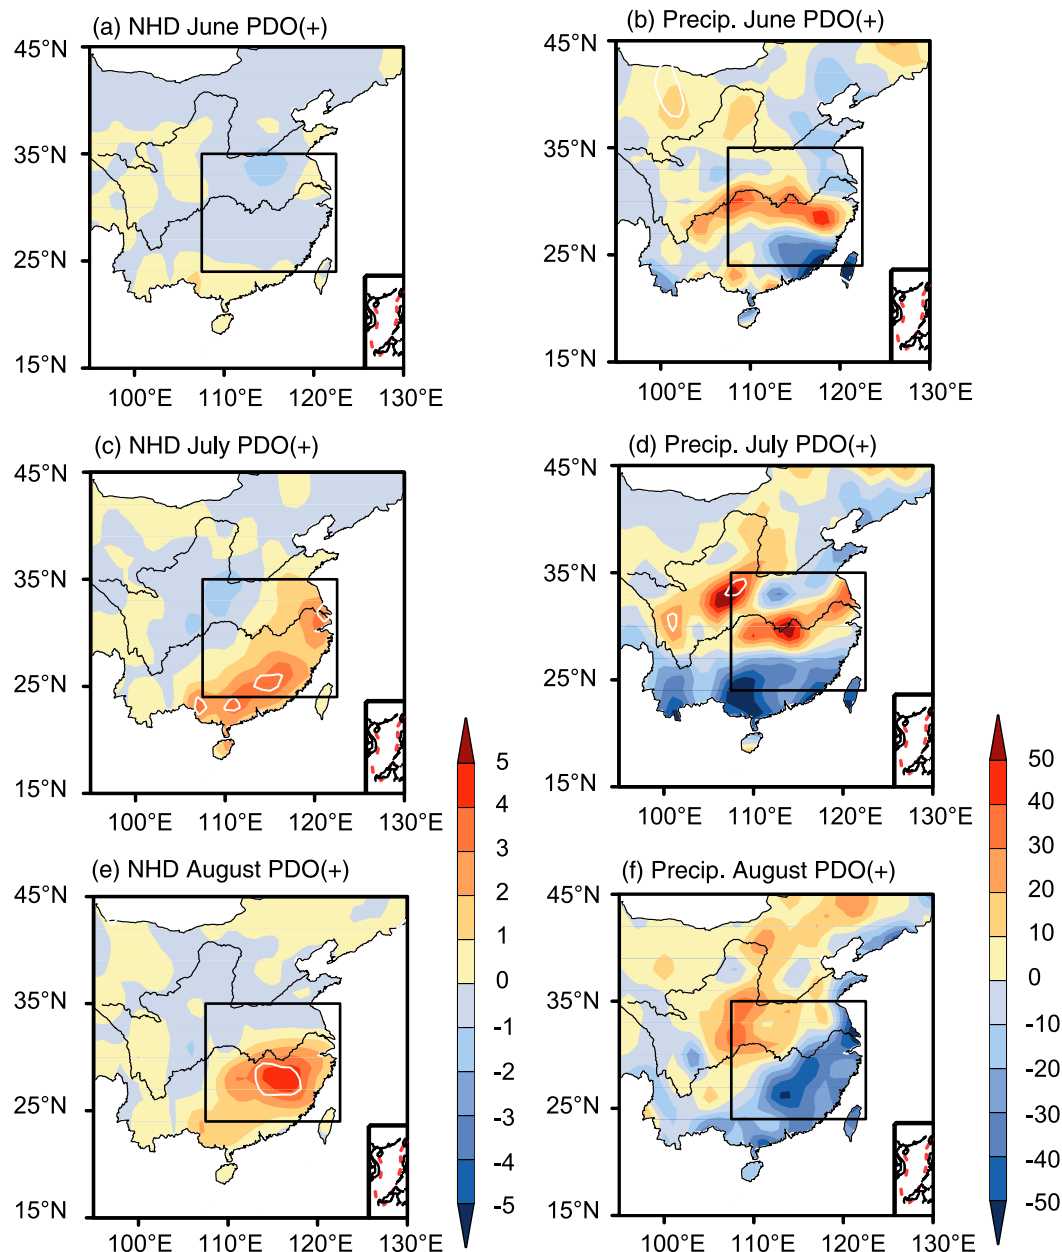 (a) NHD June PDO(+)
45°N
35°N
25°N
15°N
100°E 110°E 120°E 130°E
(b) Precip. June PDO(+)
45°N
35°N
25°N
15°N
100°E 110°E 120°E 130°E
(c) NHD July PDO(+)
45°N
35°N
25°N
15°N
100°E 110°E 120°E 130°E
(d) Precip. July PDO(+)
45°N
35°N
25°N
15°N
100°E 110°E 120°E 130°E
(e) NHD August PDO(+)
45°N
35°N
25°N
15°N
100°E 110°E 120°E 130°E
5
4
3
2
1
0
-1
-2
-3
-4
-5
(f) Precip. August PDO(+)
45°N
35°N
25°N
15°N
100°E 110°E 120°E 130°E
50
40
30
20
10
0
-10
-20
-30
-40
-50